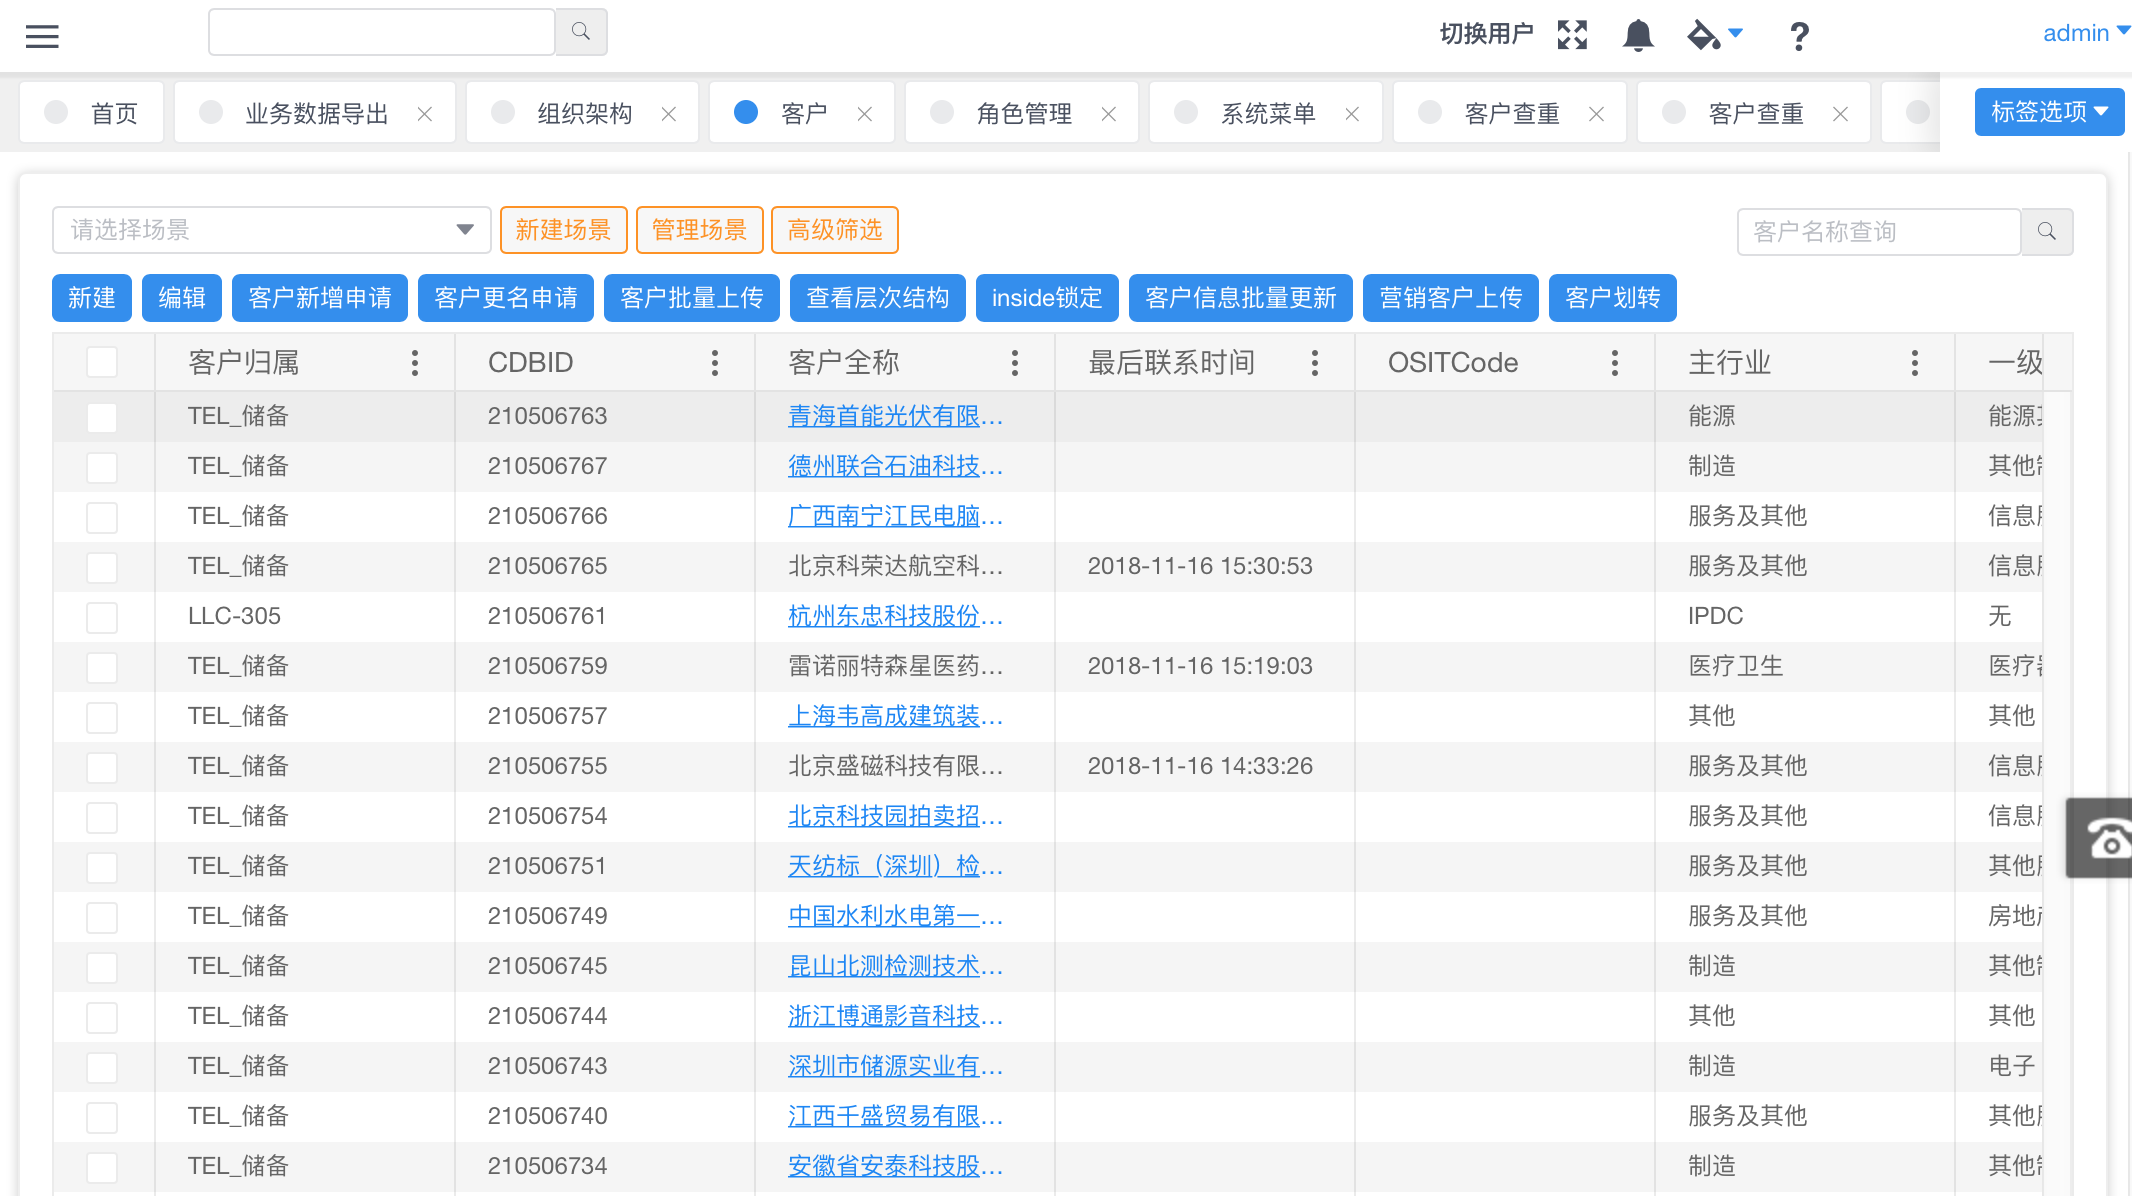 切换用户 ? admin
首页 业务数据导出 组织架构 客户 角色管理 系统菜单 客户查重 客户查重 标签选项
请选择场景 新建场景 管理场景 高级筛选 客户名称查询
新建 编辑 客户新增申请 客户更名申请 客户批量上传 查看层次结构 inside锁定 客户信息批量更新 营销客户上传 客户划转
客户归属 CDBID 客户全称 最后联系时间 OSITCode 主行业 一级
TEL_储备 210506763 青海首能光伏有限... 能源 能源
TEL_储备 210506767 德州联合石油科技... 制造 其他
TEL_储备 210506766 广西南宁江民电脑... 服务及其他 信息
TEL_储备 210506765 北京科荣达航空科... 2018-11-16 15:30:53 服务及其他 信息
LLC-305 210506761 杭州东忠科技股份... IPDC 无
TEL_储备 210506759 雷诺丽特森星医药... 2018-11-16 15:19:03 医疗卫生 医疗
TEL_储备 210506757 上海韦高成建筑装... 其他 其他
TEL_储备 210506755 北京盛磁科技有限... 2018-11-16 14:33:26 服务及其他 信息
TEL_储备 210506754 北京科技园拍卖招... 服务及其他 信息
TEL_储备 210506751 天纺标（深圳）检... 服务及其他 其他
TEL_储备 210506749 中国水利水电第一... 服务及其他 房地
TEL_储备 210506745 昆山北测检测技术... 制造 其他
TEL_储备 210506744 浙江博通影音科技... 其他 其他
TEL_储备 210506743 深圳市储源实业有... 制造 电子
TEL_储备 210506740 江西千盛贸易有限... 服务及其他 其他
TEL_储备 210506734 安徽省安泰科技股... 制造 其他